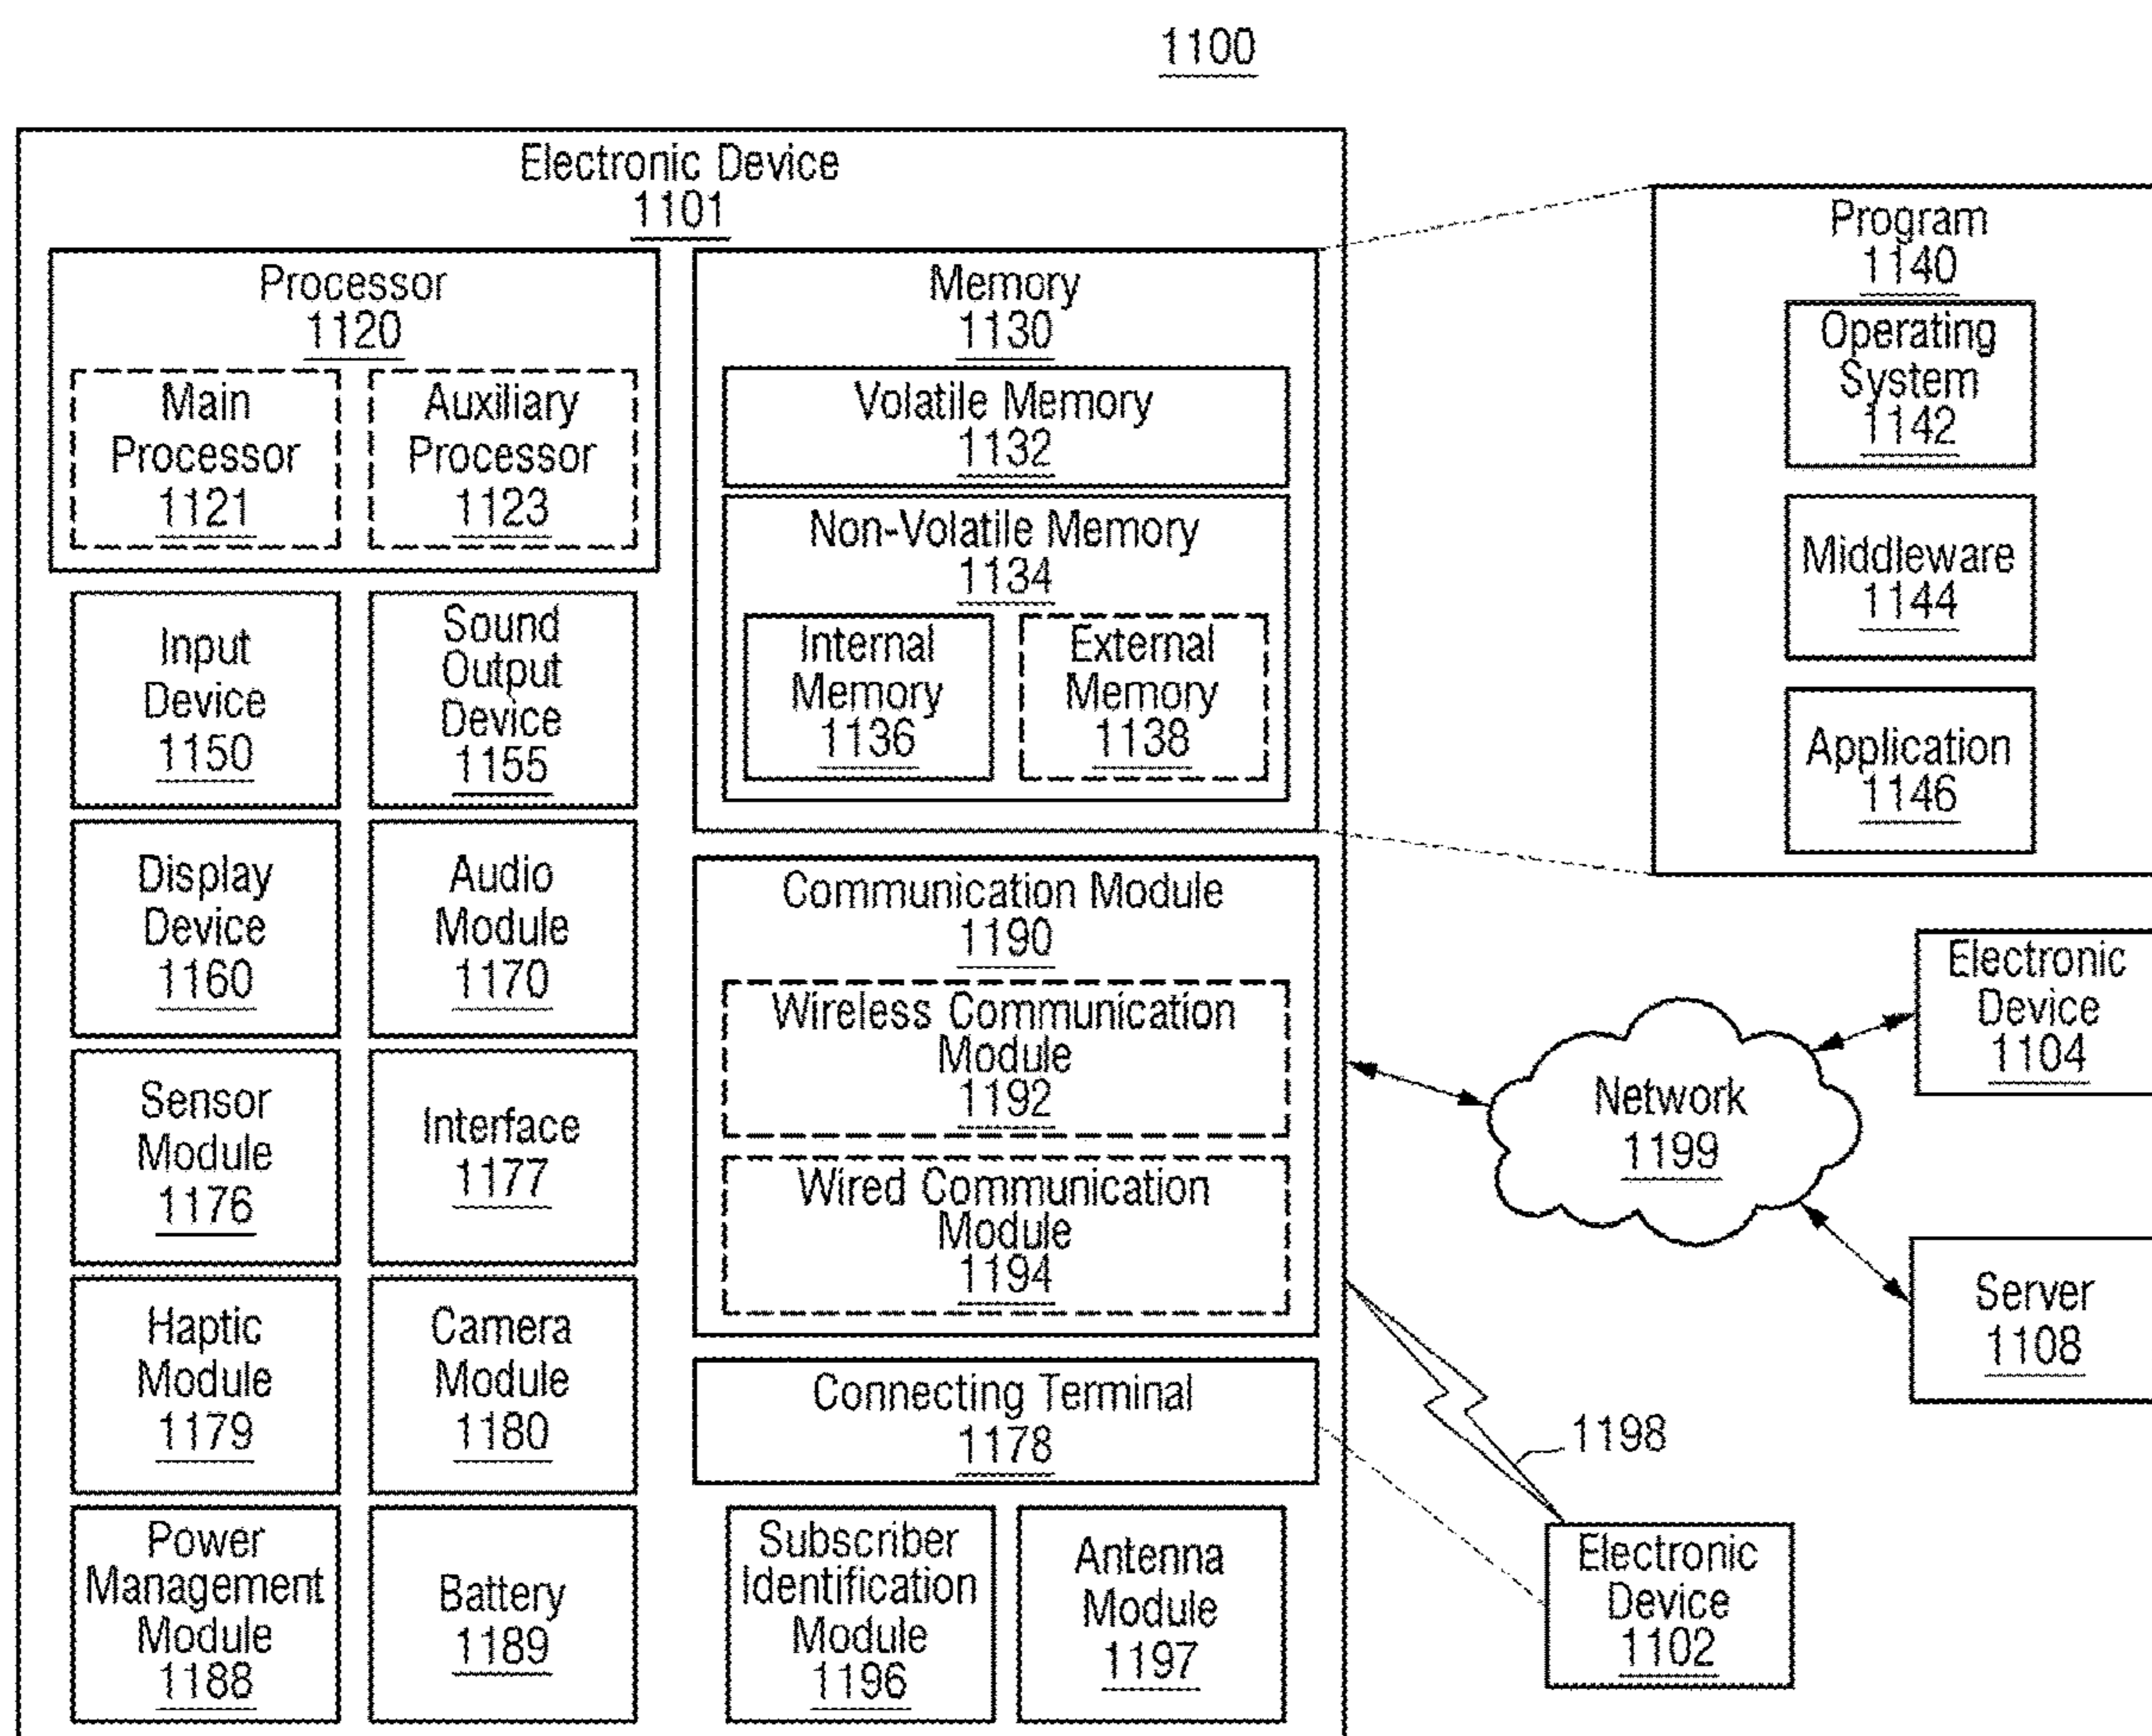 1100
Electronic Device
1101
Processor
1120
Main
Processor
1121
Auxiliary
Processor
1123
Input
Device
1150
Sound
Output
Device
1155
Display
Device
1160
Audio
Module
1170
Sensor
Module
1176
Interface
1177
Haptic
Module
1179
Camera
Module
1180
Power
Management
Module
1188
Battery
1189
Memory
1130
Volatile Memory
1132
Non-Volatile Memory
1134
Internal
Memory
1136
External
Memory
1138
Communication Module
1190
Wireless Communication
Module
1192
Wired Communication
Module
1194
Connecting Terminal
1178
Subscriber
Identification
Module
1196
Antenna
Module
1197
Program
1140
Operating
System
1142
Middleware
1144
Application
1146
Electronic
Device
1104
Network
1199
Server
1108
1198
Electronic
Device
1102